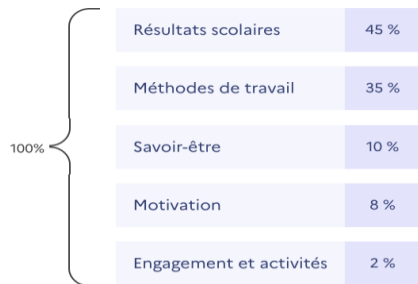 Résultats scolaires 45 %
Méthodes de travail 35 %
100%
Savoir-être 10 %
Motivation 8 %
Engagement et activités 2 %